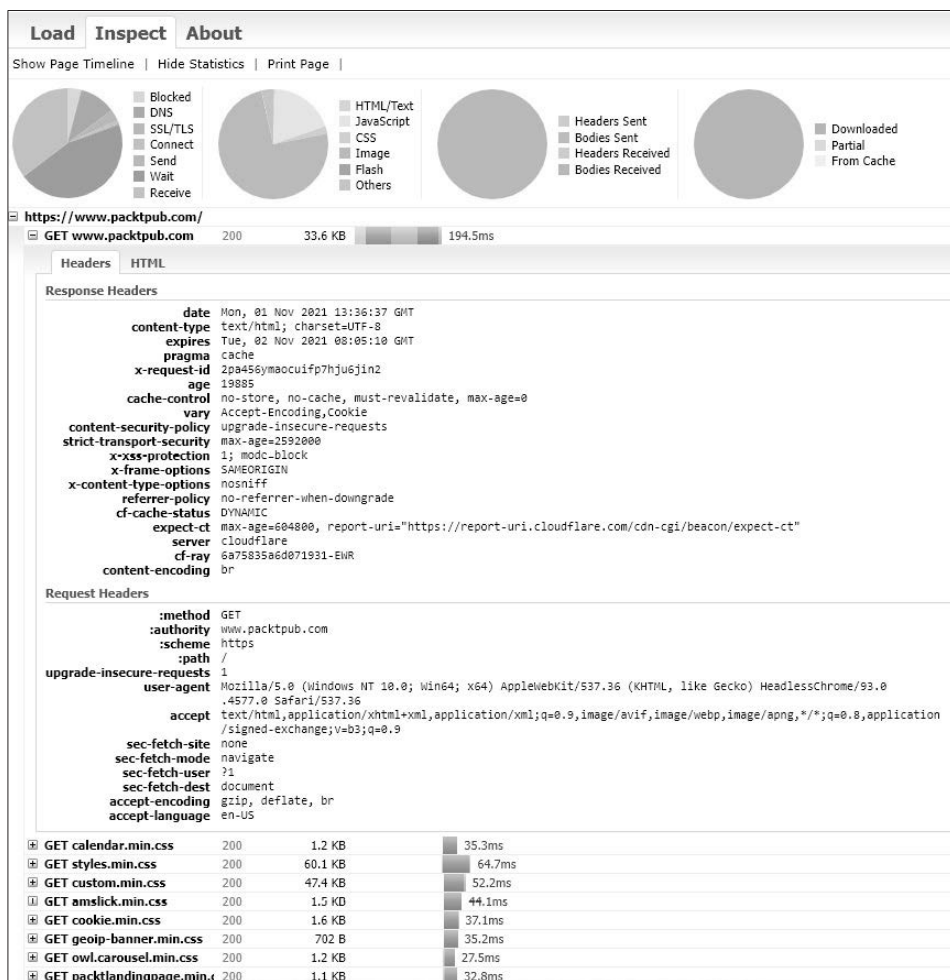 Load Inspect About
Show Page Timeline | Hide Statistics | Print Page |
Blocked
DNS
SSL/TLS
Connect
Send
Wait
Receive
HTML/Text
JavaScript
CSS
Image
Flash
Others
Headers Sent
Bodies Sent
Headers Received
Bodies Received
Downloaded
Partial
From Cache
https://www.packtpub.com/
GET www.packtpub.com 200 33.6 KB 194.5ms
Headers HTML
Response Headers
date Mon, 01 Nov 2021 13:36:37 GMT
content-type text/html; charset=UTF-8
expires Tue, 02 Nov 2021 08:05:10 GMT
pragma cache
x-request-id 2pa456ymaocuifp7hju6jin2
age 19885
cache-control no-store, no-cache, must-revalidate, max-age=0
vary Accept-Encoding,Cookie
content-security-policy upgrade-insecure-requests
strict-transport-security max-age=2592000
x-xss-protection 1; mode=block
x-frame-options SAMEORIGIN
x-content-type-options nosniff
referrer-policy no-referrer-when-downgrade
cf-cache-status DYNAMIC
expect-ct max-age=604800, report-uri="https://report-uri.cloudflare.com/cdn-cgi/beacon/expect-ct"
server cloudflare
cf-ray 6a75835a6d071931-EWR
content-encoding br
Request Headers
:method GET
:authority www.packtpub.com
:scheme https
:path /
upgrade-insecure-requests 1
user-agent Mozilla/5.0 (Windows NT 10.0; Win64; x64) AppleWebKit/537.36 (KHTML, like Gecko) HeadlessChrome/93.0
.4577.0 Safari/537.36
accept text/html,application/xhtml+xml,application/xml;q=0.9,image/avif,image/webp,image/apng,*/*;q=0.8,application
/signed-exchange;v=b3;q=0.9
sec-fetch-site none
sec-fetch-mode navigate
sec-fetch-user ?1
sec-fetch-dest document
accept-encoding gzip, deflate, br
accept-language en-US
GET calendar.min.css 200 1.2 KB 35.3ms
GET styles.min.css 200 60.1 KB 64.7ms
GET custom.min.css 200 47.4 KB 52.2ms
GET amslick.min.css 200 1.5 KB 44.1ms
GET cookie.min.css 200 1.6 KB 37.1ms
GET geoip-banner.min.css 200 702 B 35.2ms
GET owl.carousel.min.css 200 1.2 KB 27.5ms
GET packtlandingpage.min.c 200 1.1 KB 32.8ms